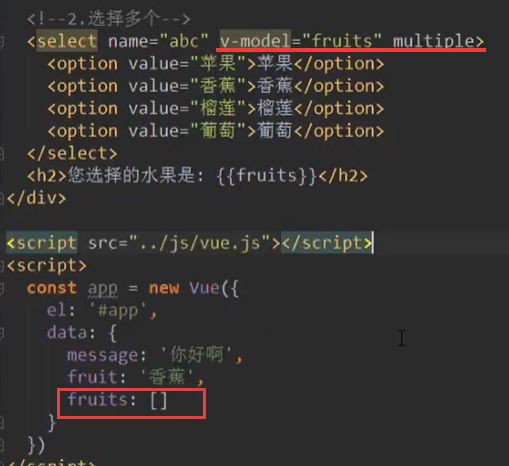 <!--2.选择多个-->
<select name="abc" v-model="fruits" multiple>
<option value="苹果">苹果</option>
<option value="香蕉">香蕉</option>
<option value="榴莲">榴莲</option>
<option value="葡萄">葡萄</option>
</select>
<h2>您选择的水果是: {{fruits}}</h2>
</div>
<script src="../js/vue.js"></script>
<script>
const app = new Vue({
el: '#app',
data: {
message: '你好啊',
fruit: '香蕉',
fruits: []
}
})
</script>